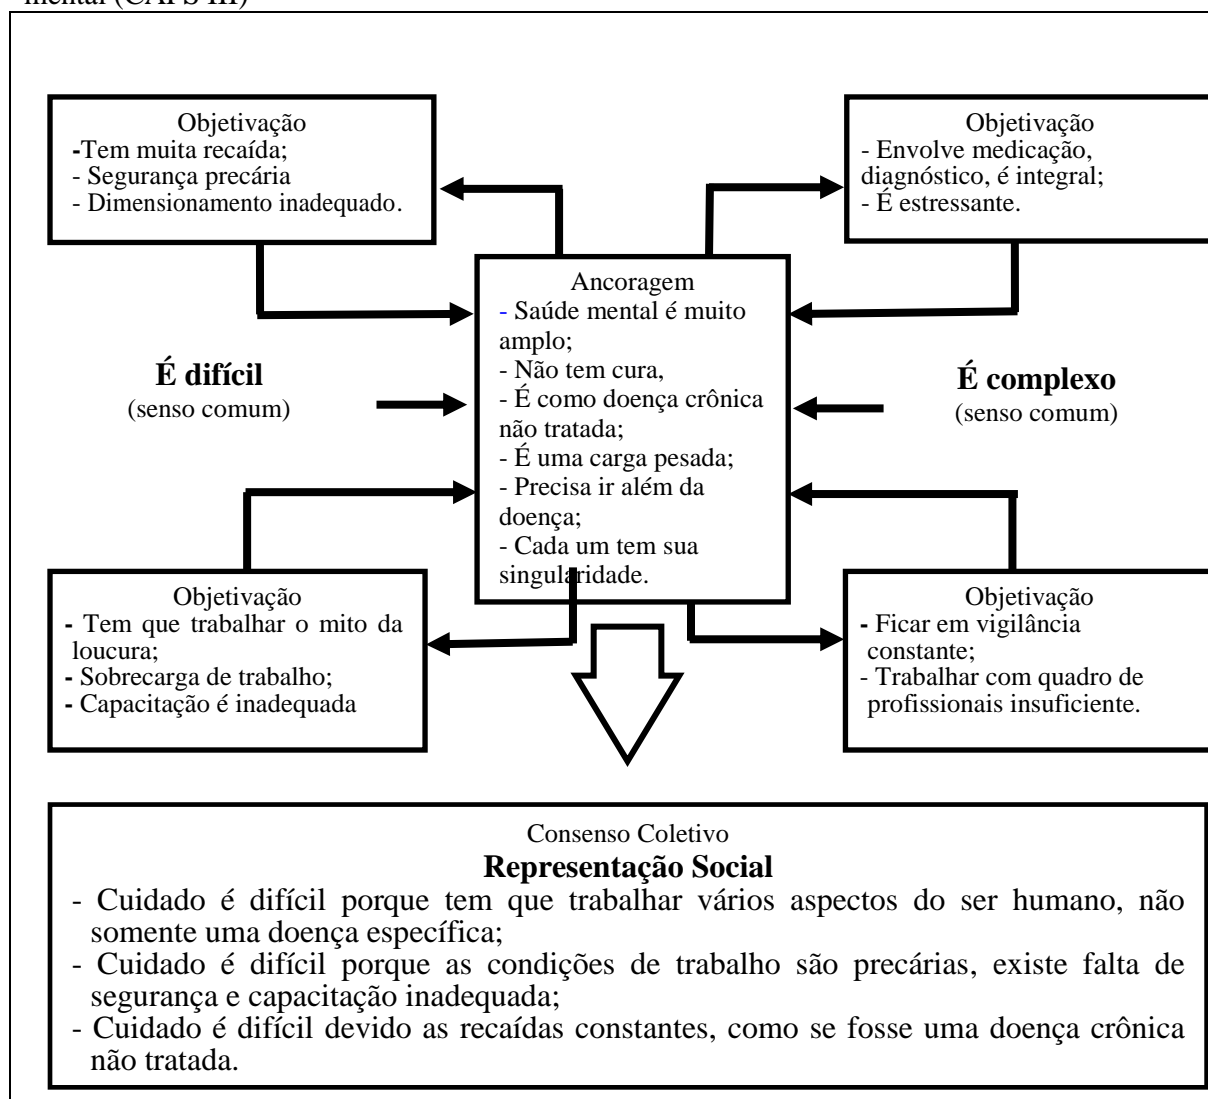 mental (CAPS III)
Objetivação
-Tem muita recaída;
- Segurança precária
- Dimensionamento inadequado.
Objetivação
- Envolve medicação,
diagnóstico, é integral;
- É estressante.
Ancoragem
- Saúde mental é muito
amplo;
- Não tem cura,
- É como doença crônica
não tratada;
- É uma carga pesada;
- Precisa ir além da
doença;
- Cada um tem sua
singularidade.
É difícil
(senso comum)
É complexo
(senso comum)
Objetivação
- Tem que trabalhar o mito da
loucura;
- Sobrecarga de trabalho;
- Capacitação é inadequada
Objetivação
- Ficar em vigilância
constante;
- Trabalhar com quadro de
profissionais insuficiente.
Consenso Coletivo
Representação Social
- Cuidado é difícil porque tem que trabalhar vários aspectos do ser humano, não
somente uma doença específica;
- Cuidado é difícil porque as condições de trabalho são precárias, existe falta de
segurança e capacitação inadequada;
- Cuidado é difícil devido as recaídas constantes, como se fosse uma doença crônica
não tratada.